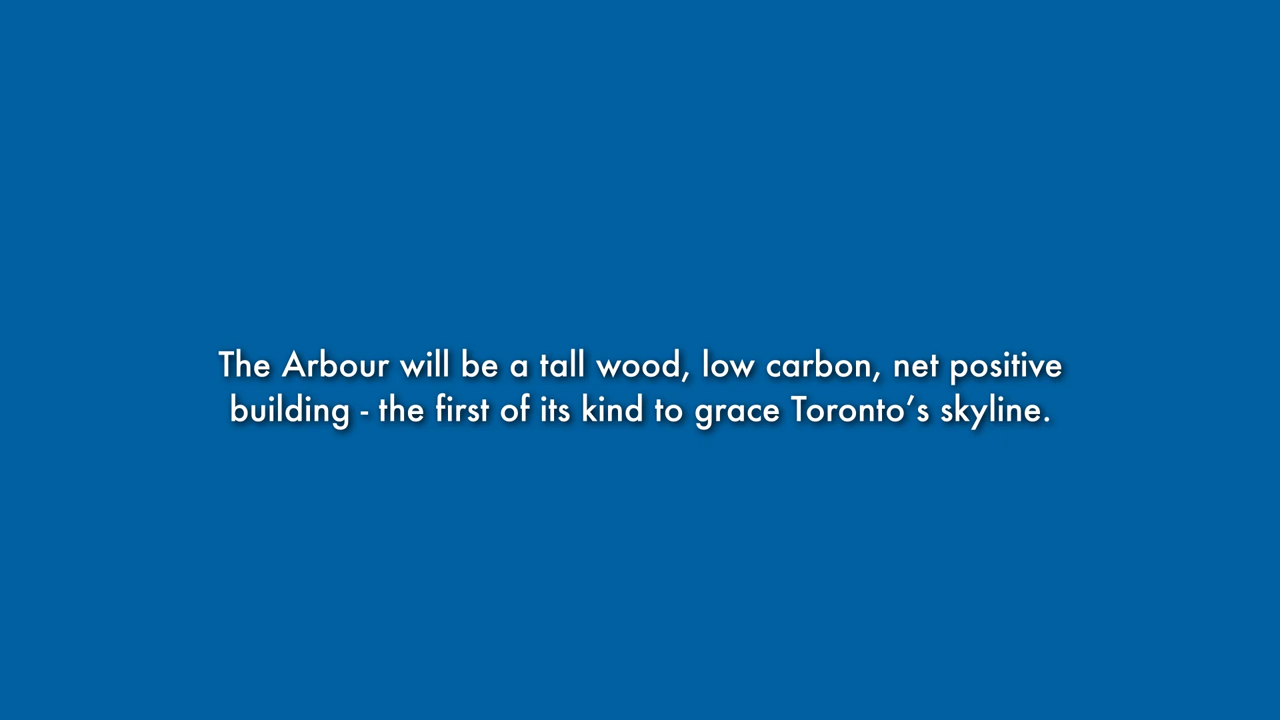 The Arbour will be a tall wood, low carbon, net positive
building - the first of its kind to grace Toronto’s skyline.